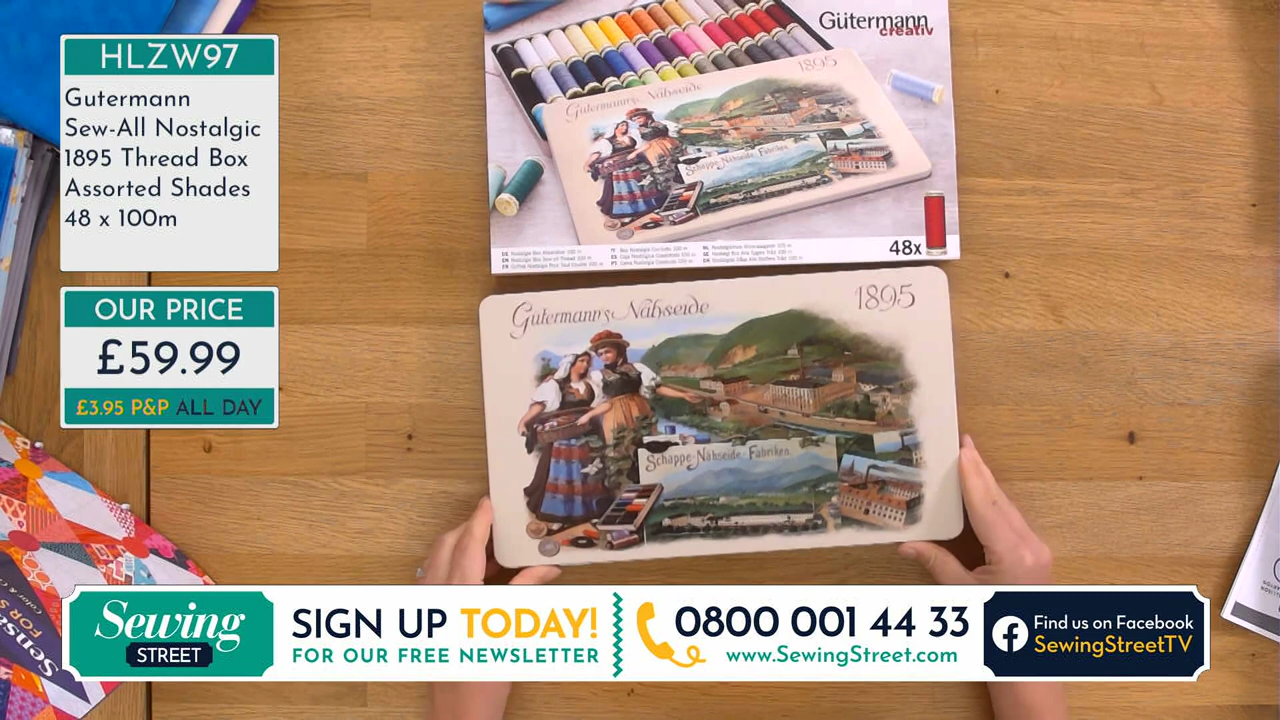 HLZW97
Gutermann
Sew-All Nostalgic
1895 Thread Box
Assorted Shades
48 x 100m
OUR PRICE
£59.99
£3.95 P&P ALL DAY
Gütermann
creativ
1895
Gütermann's Nähseide
Schappe-Nähseide-Fabriken.
48x
Gütermann's Nähseide
1895
Schappe-Nähseide-Fabriken.
FOR S
Color & C
Sewing
STREET
SIGN UP TODAY!
FOR OUR FREE NEWSLETTER
0800 001 44 33
www.SewingStreet.com
Find us on Facebook
SewingStreetTV